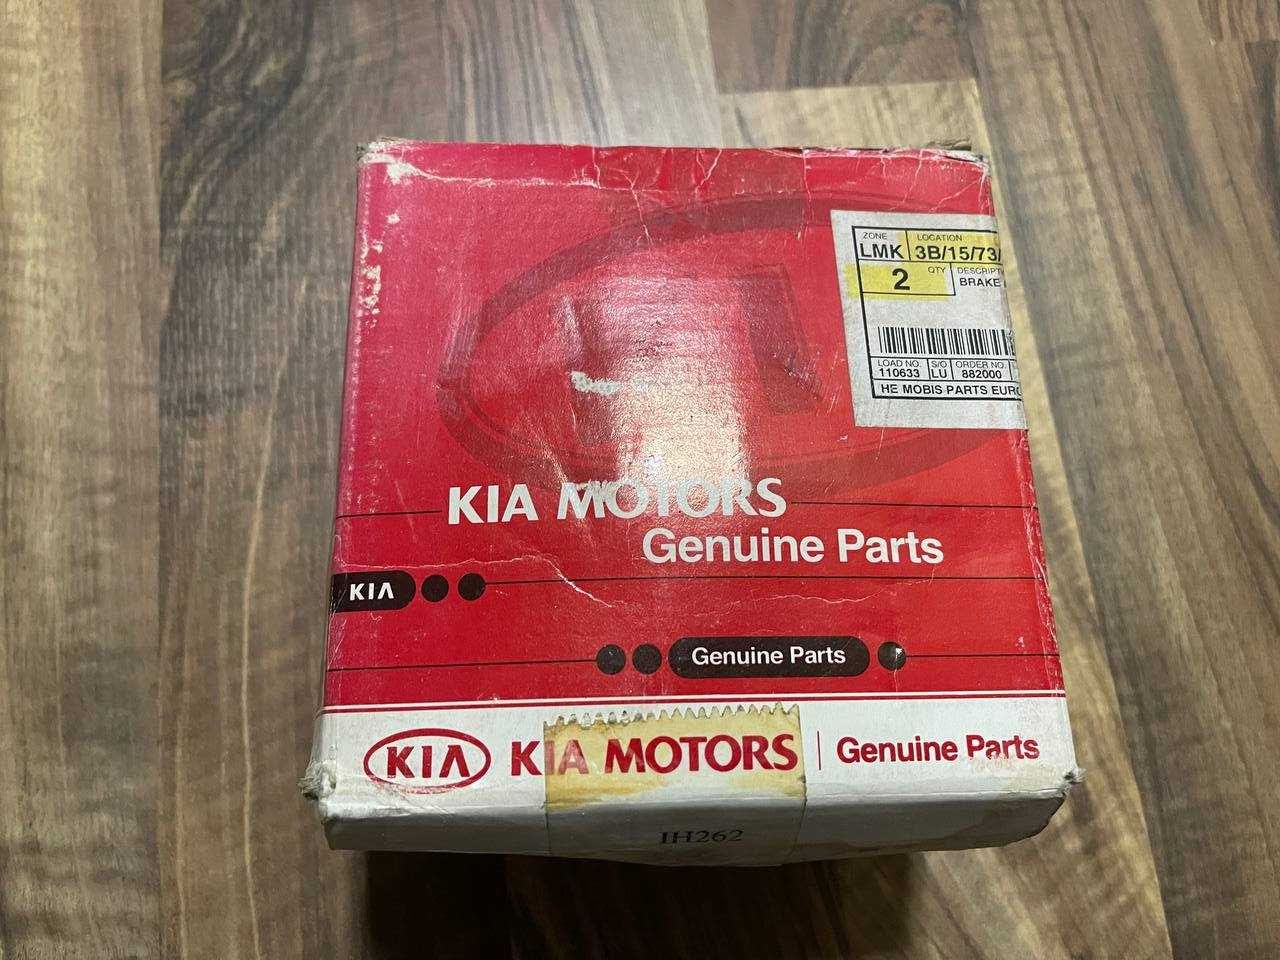 ZONE LOCATION
LMK 3B/15/73/
2 QTY
BRAKE
LOAD NO. S/O ORDER NO.
110633 LU 882000
HE MOBIS PARTS EURO
KIA MOTORS
Genuine Parts
KIA
Genuine Parts
KIA KIA MOTORS Genuine Parts
IH262